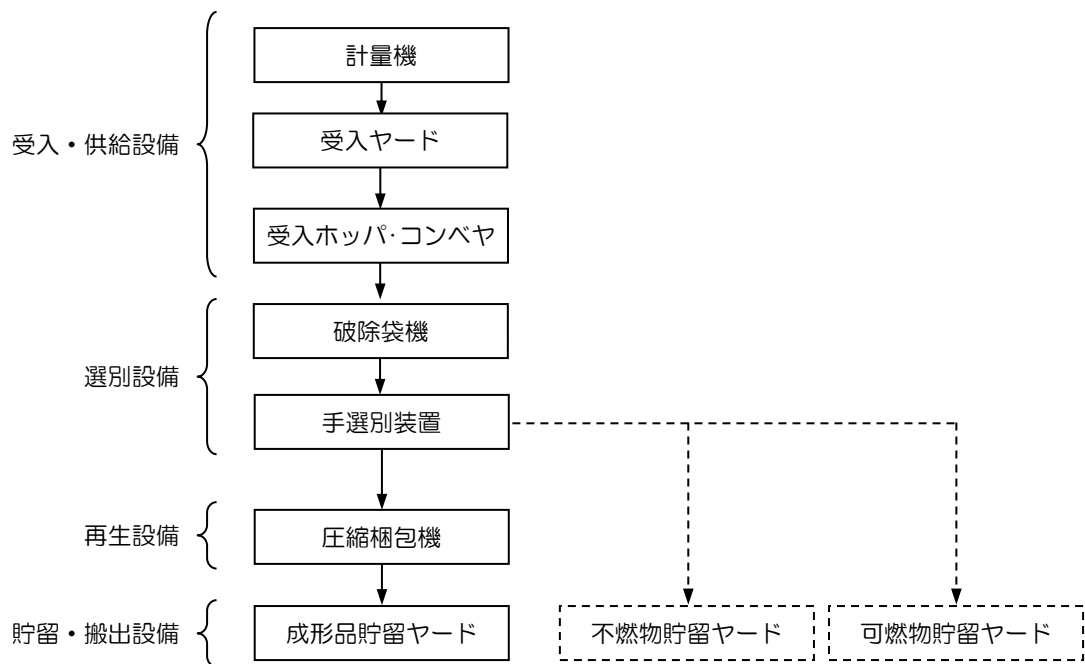 計量機
受入・供給設備
受入ヤード
受入ホッパ・コンベヤ
破除袋機
選別設備
手選別装置
再生設備
圧縮梱包機
貯留・搬出設備
成形品貯留ヤード
不燃物貯留ヤード
可燃物貯留ヤード